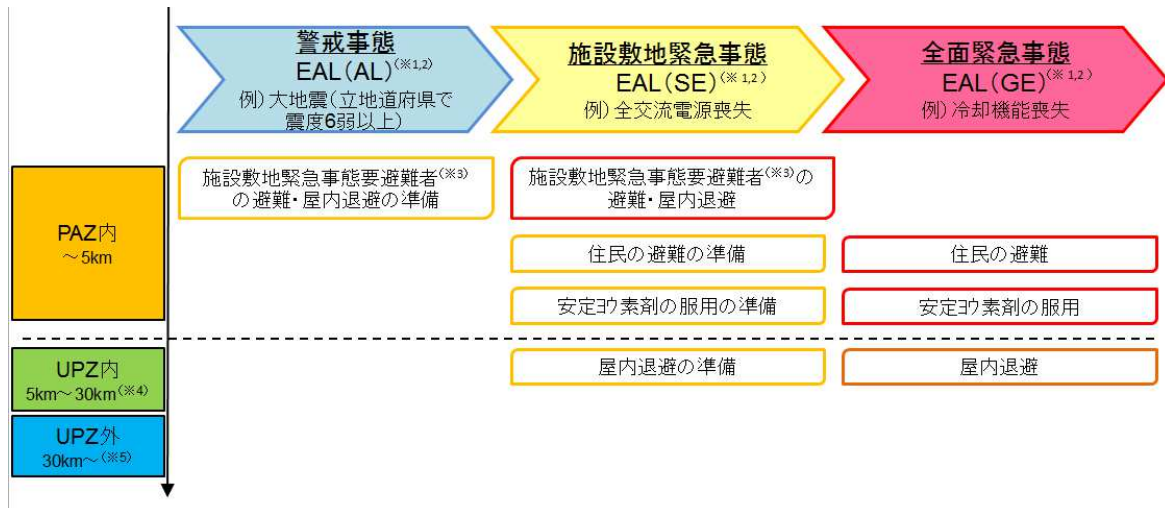 警戒事態
EAL(AL)(※1,2)
例)大地震(立地道府県で
震度6弱以上)
施設敷地緊急事態
EAL(SE)(※1,2)
例)全交流電源喪失
全面緊急事態
EAL(GE)(※1,2)
例)冷却機能喪失
PAZ内
～5km
施設敷地緊急事態要避難者(※3)
の避難・屋内退避の準備
施設敷地緊急事態要避難者(※3)の
避難・屋内退避
住民の避難の準備
住民の避難
安定ヨウ素剤の服用の準備
安定ヨウ素剤の服用
UPZ内
5km～30km(※4)
屋内退避の準備
屋内退避
UPZ外
30km～(※5)